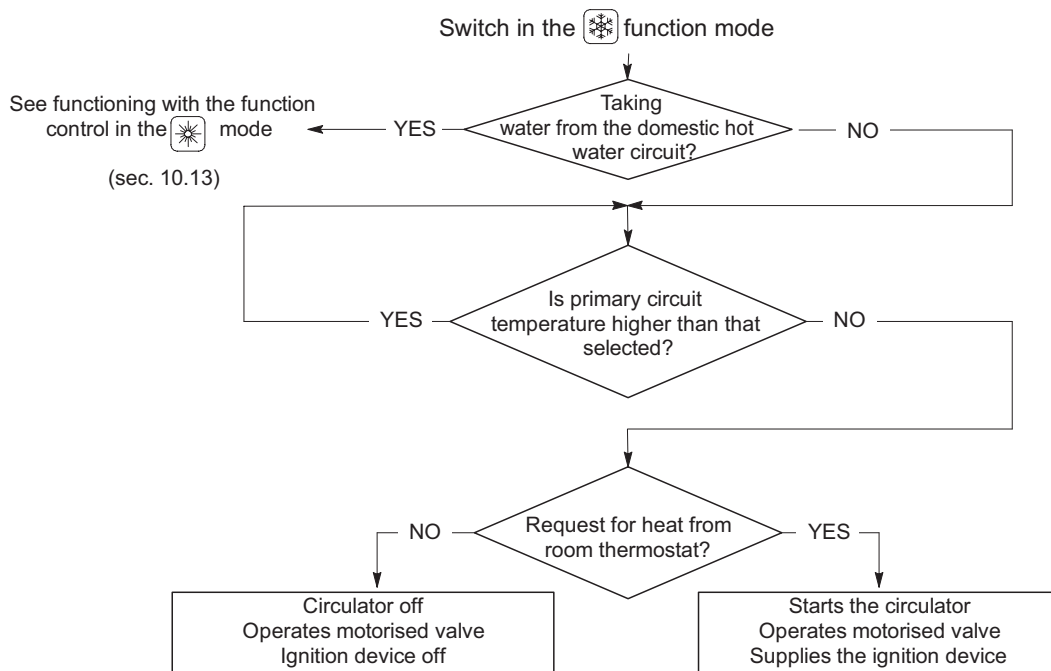 Switch in the function mode
Taking
water from the domestic hot
water circuit?
YES
NO
See functioning with the function
control in the mode
(sec. 10.13)
Is primary circuit
temperature higher than that
selected?
YES
NO
Request for heat from
room thermostat?
NO
YES
Circulator off
Operates motorised valve
Ignition device off
Starts the circulator
Operates motorised valve
Supplies the ignition device